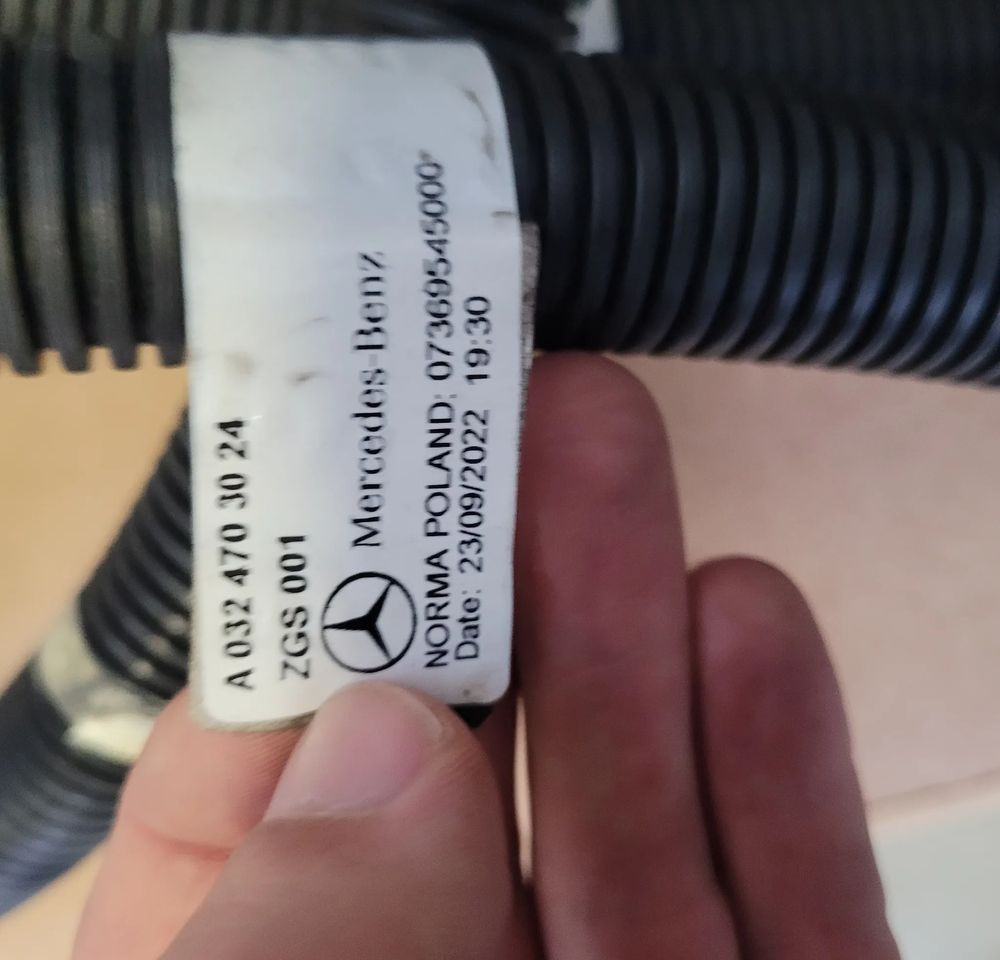 A 032 470 30 24
ZGS 001
Mercedes-Benz
NORMA POLAND; 07369545000*
Date: 23/09/2022 19:30